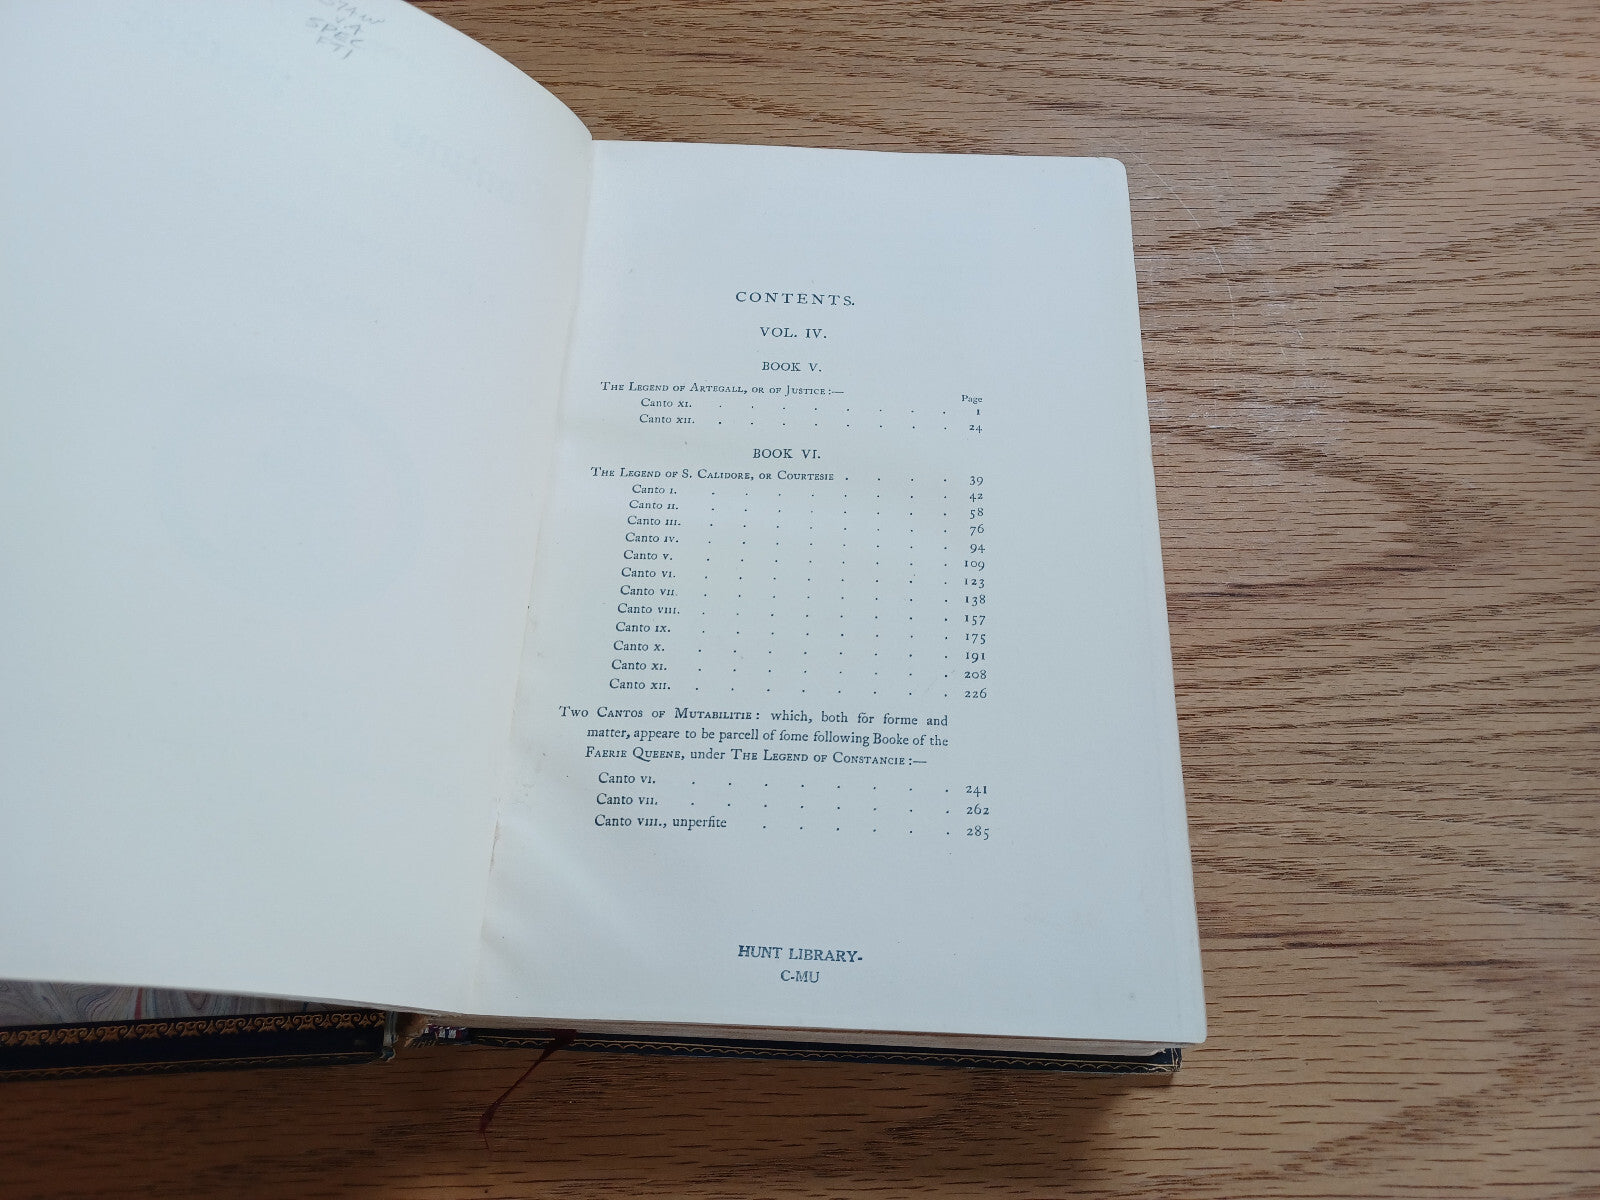 V.4
SPEC
CONTENTS.
VOL. IV.
BOOK V.
THE LEGEND OF ARTEGALL, OR OF JUSTICE:—
Page
Canto XI. . . . . . . . . 1
Canto XII. . . . . . . . . 24
BOOK VI.
THE LEGEND OF S. CALIDORE, OR COURTESIE . . . . 39
Canto I. . . . . . . . . 42
Canto II. . . . . . . . . 58
Canto III. . . . . . . . . 76
Canto IV. . . . . . . . . 94
Canto V. . . . . . . . . 109
Canto VI. . . . . . . . . 123
Canto VII. . . . . . . . . 138
Canto VIII. . . . . . . . . 157
Canto IX. . . . . . . . . 175
Canto X. . . . . . . . . 191
Canto XI. . . . . . . . . 208
Canto XII. . . . . . . . . 226
TWO CANTOS OF MUTABILITIE: which, both for forme and
matter, appeare to be parcell of ſome following Booke of the
FAERIE QUEENE, under THE LEGEND OF CONSTANCIE:—
Canto VI. . . . . . . . . 241
Canto VII. . . . . . . . . 262
Canto VIII., unperfite . . . . . . 285
HUNT LIBRARY-
C-MU